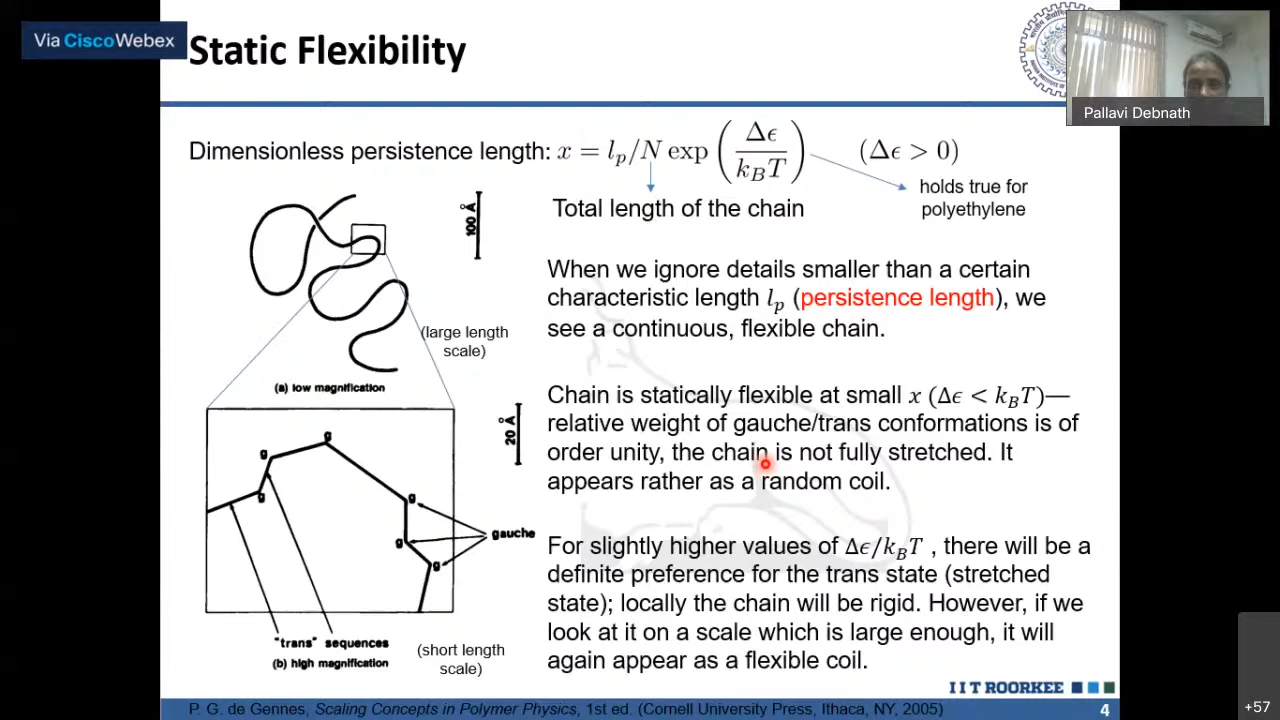 Via CiscoWebex
Static Flexibility
Pallavi Debnath
Dimensionless persistence length: x = l_p/N exp(Δϵ/k_BT) (Δϵ > 0)
holds true for
polyethylene
Total length of the chain
100 Å
When we ignore details smaller than a certain
characteristic length l_p (persistence length), we
see a continuous, flexible chain.
(large length
scale)
(a) low magnification
Chain is statically flexible at small x (Δϵ < k_BT)—
relative weight of gauche/trans conformations is of
order unity, the chain is not fully stretched. It
appears rather as a random coil.
20 Å
g
g
g
g
g
g
gauche
For slightly higher values of Δϵ/k_BT , there will be a
definite preference for the trans state (stretched
state); locally the chain will be rigid. However, if we
look at it on a scale which is large enough, it will
again appear as a flexible coil.
"trans" sequences
(b) high magnification
(short length
scale)
I I T ROORKEE
P. G. de Gennes, Scaling Concepts in Polymer Physics, 1st ed. (Cornell University Press, Ithaca, NY, 2005)
4
+57